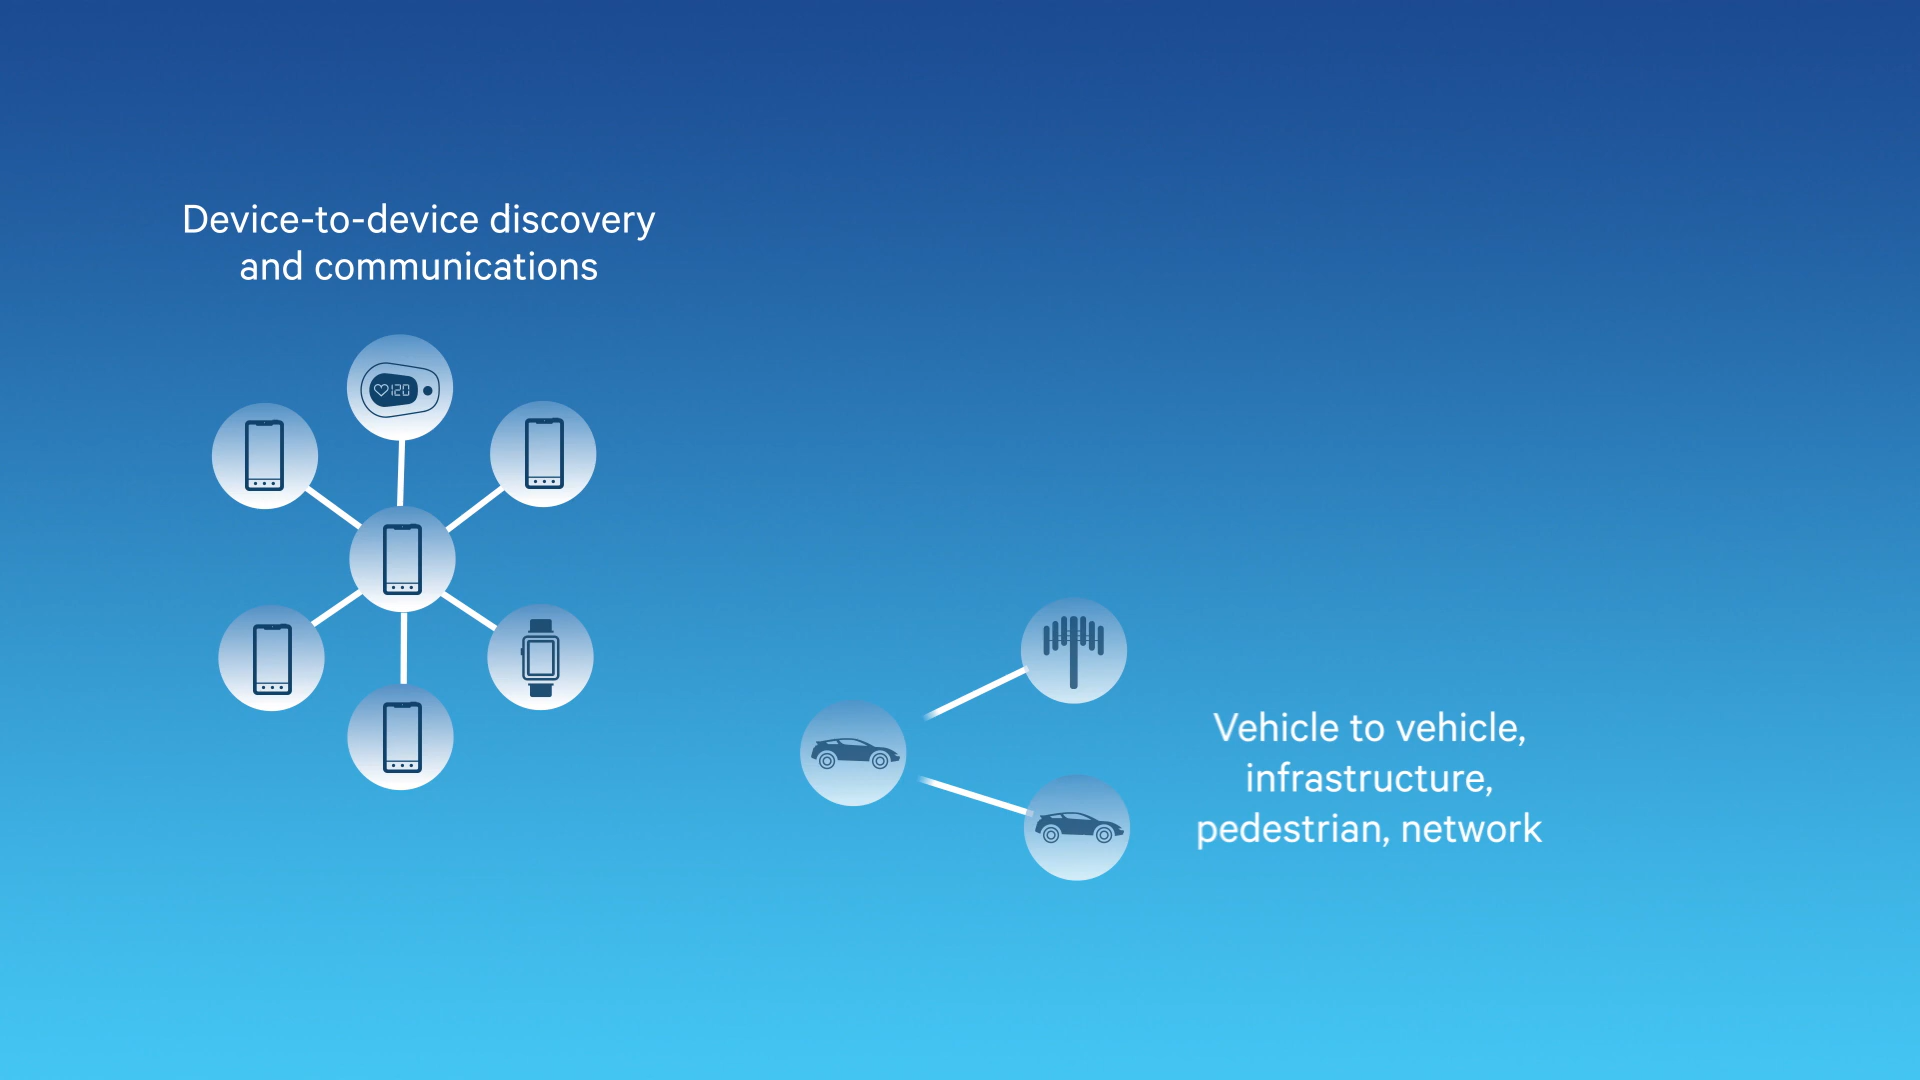 Device-to-device discovery
and communications
120
Vehicle to vehicle,
infrastructure,
pedestrian, network